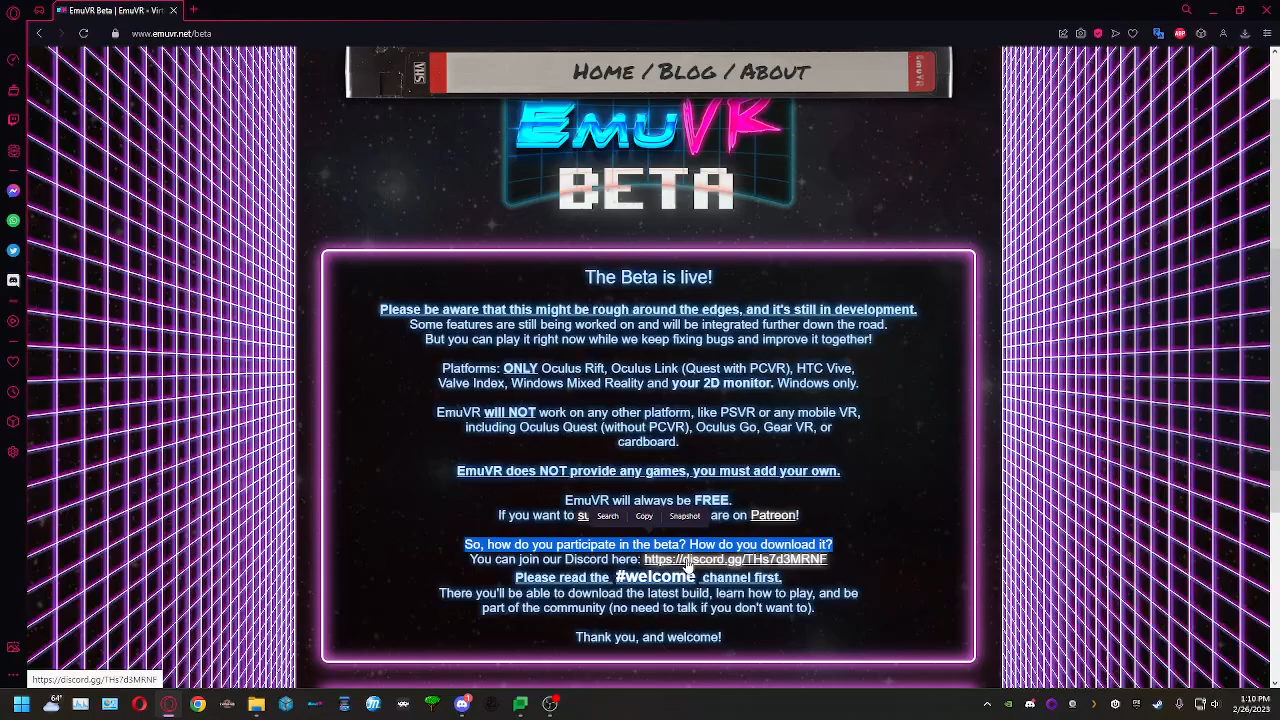 EmuVR Beta | EmuVR • Virt
www.emuvr.net/beta
VHS
HOME / BLOG / ABOUT
EmuVR
EMUVR
BETA
The Beta is live!
Please be aware that this might be rough around the edges, and it's still in development.
Some features are still being worked on and will be integrated further down the road.
But you can play it right now while we keep fixing bugs and improve it together!
Platforms: ONLY Oculus Rift, Oculus Link (Quest with PCVR), HTC Vive,
Valve Index, Windows Mixed Reality and your 2D monitor. Windows only.
EmuVR will NOT work on any other platform, like PSVR or any mobile VR,
including Oculus Quest (without PCVR), Oculus Go, Gear VR, or
cardboard.
EmuVR does NOT provide any games, you must add your own.
EmuVR will always be FREE.
If you want to su are on Patreon!
Search Copy Snapshot
So, how do you participate in the beta? How do you download it?
You can join our Discord here: https://discord.gg/THs7d3MRNF
Please read the #welcome channel first.
There you'll be able to download the latest build, learn how to play, and be
part of the community (no need to talk if you don't want to).
Thank you, and welcome!
https://discord.gg/THs7d3MRNF
64°
1
1:10 PM
2/26/2023